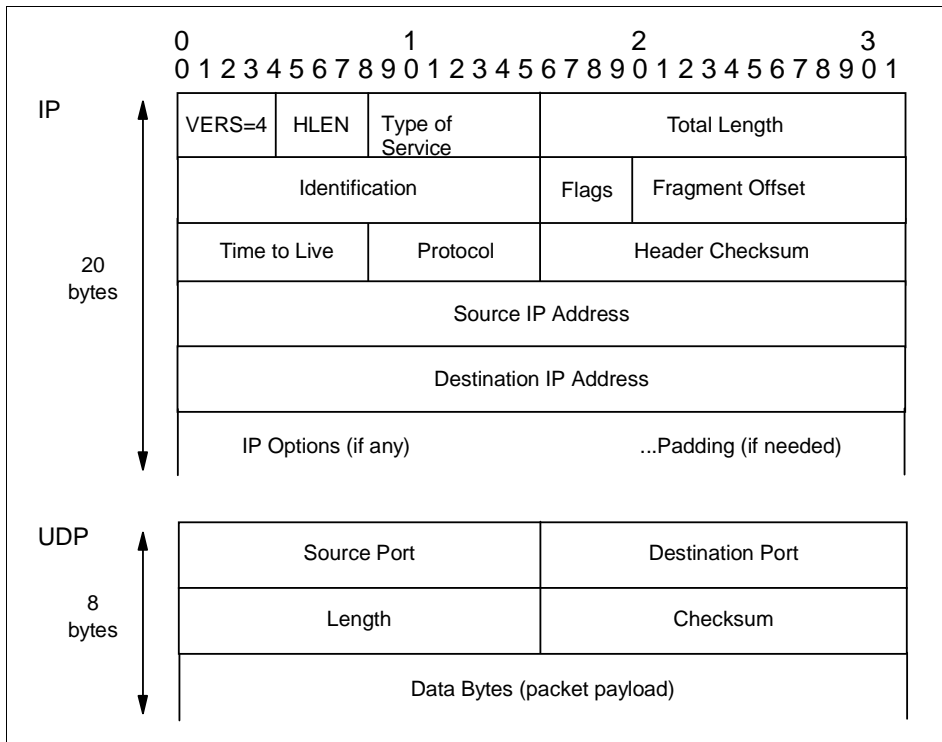 0 1 2 3
0 1 2 3 4 5 6 7 8 9 0 1 2 3 4 5 6 7 8 9 0 1 2 3 4 5 6 7 8 9 0 1
IP
VERS=4 HLEN Type of Service Total Length
Identification Flags Fragment Offset
Time to Live Protocol Header Checksum
20
bytes
Source IP Address
Destination IP Address
IP Options (if any) ...Padding (if needed)
UDP
Source Port Destination Port
8
bytes
Length Checksum
Data Bytes (packet payload)